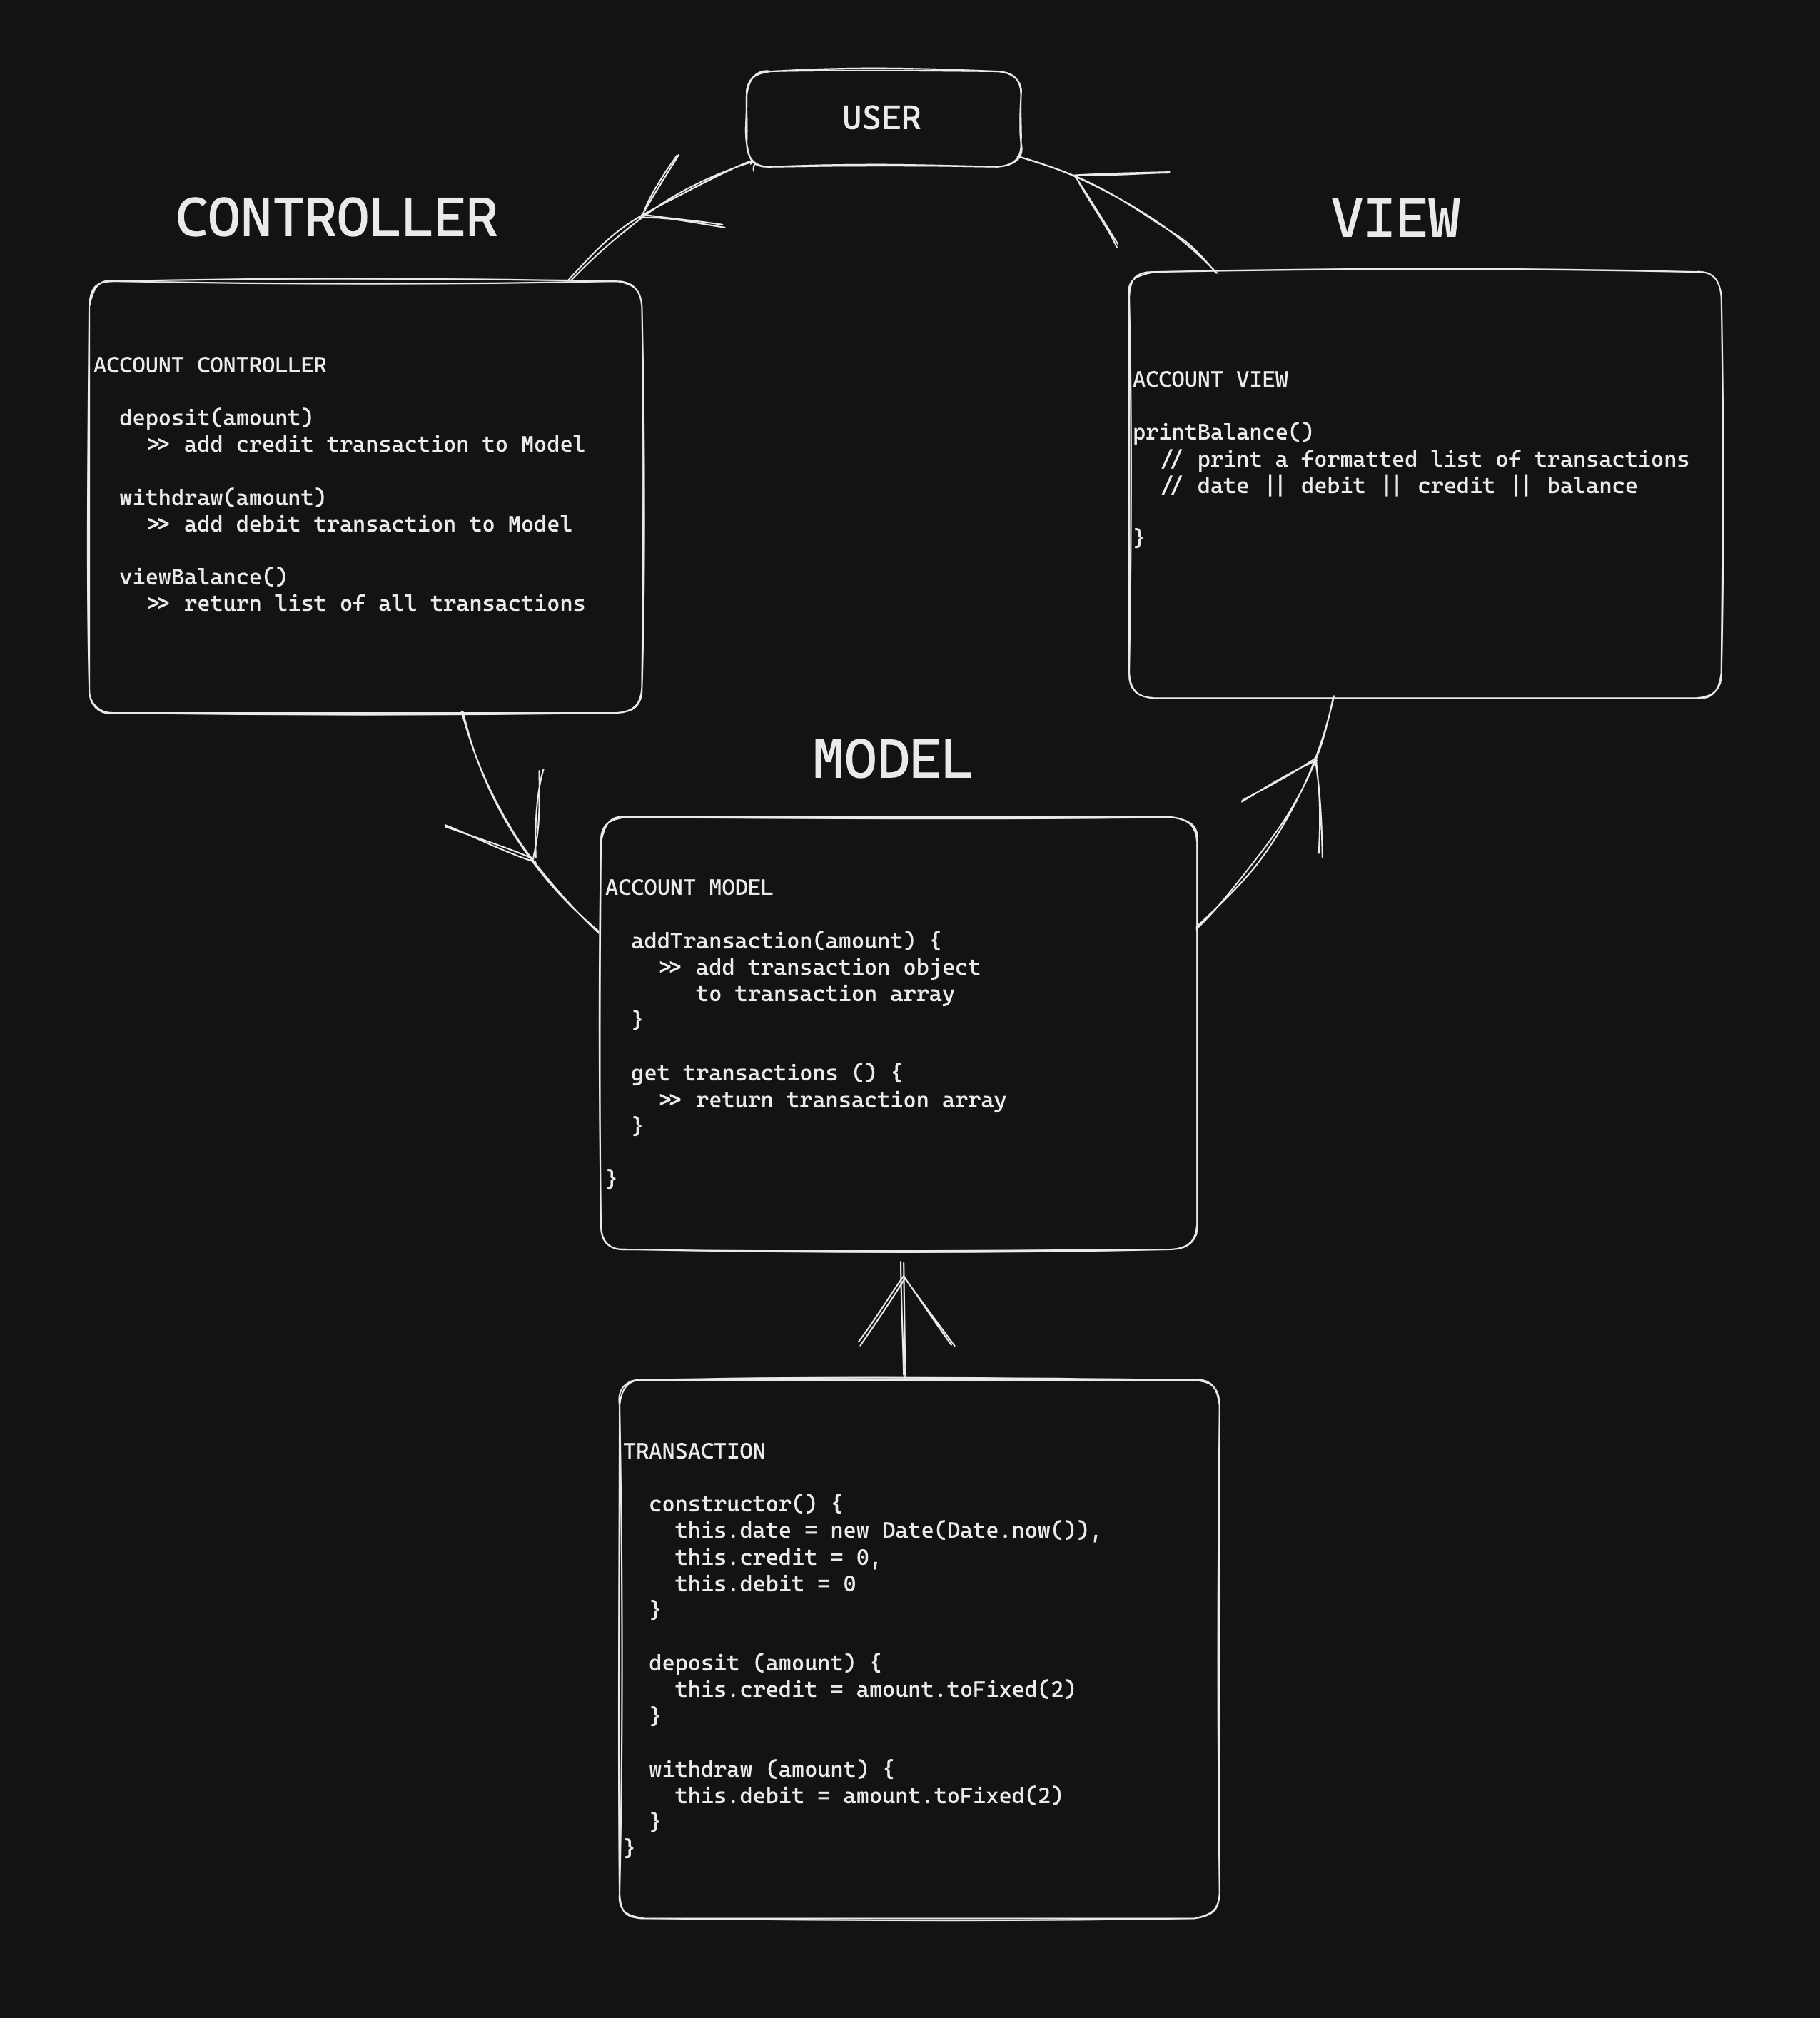 USER
CONTROLLER
ACCOUNT CONTROLLER
deposit(amount)
>> add credit transaction to Model
withdraw(amount)
>> add debit transaction to Model
viewBalance()
>> return list of all transactions
VIEW
ACCOUNT VIEW
printBalance()
// print a formatted list of transactions
// date || debit || credit || balance
}
MODEL
ACCOUNT MODEL
addTransaction(amount) {
>> add transaction object
to transaction array
}
get transactions () {
>> return transaction array
}
}
TRANSACTION
constructor() {
this.date = new Date(Date.now()),
this.credit = 0,
this.debit = 0
}
deposit (amount) {
this.credit = amount.toFixed(2)
}
withdraw (amount) {
this.debit = amount.toFixed(2)
}
}